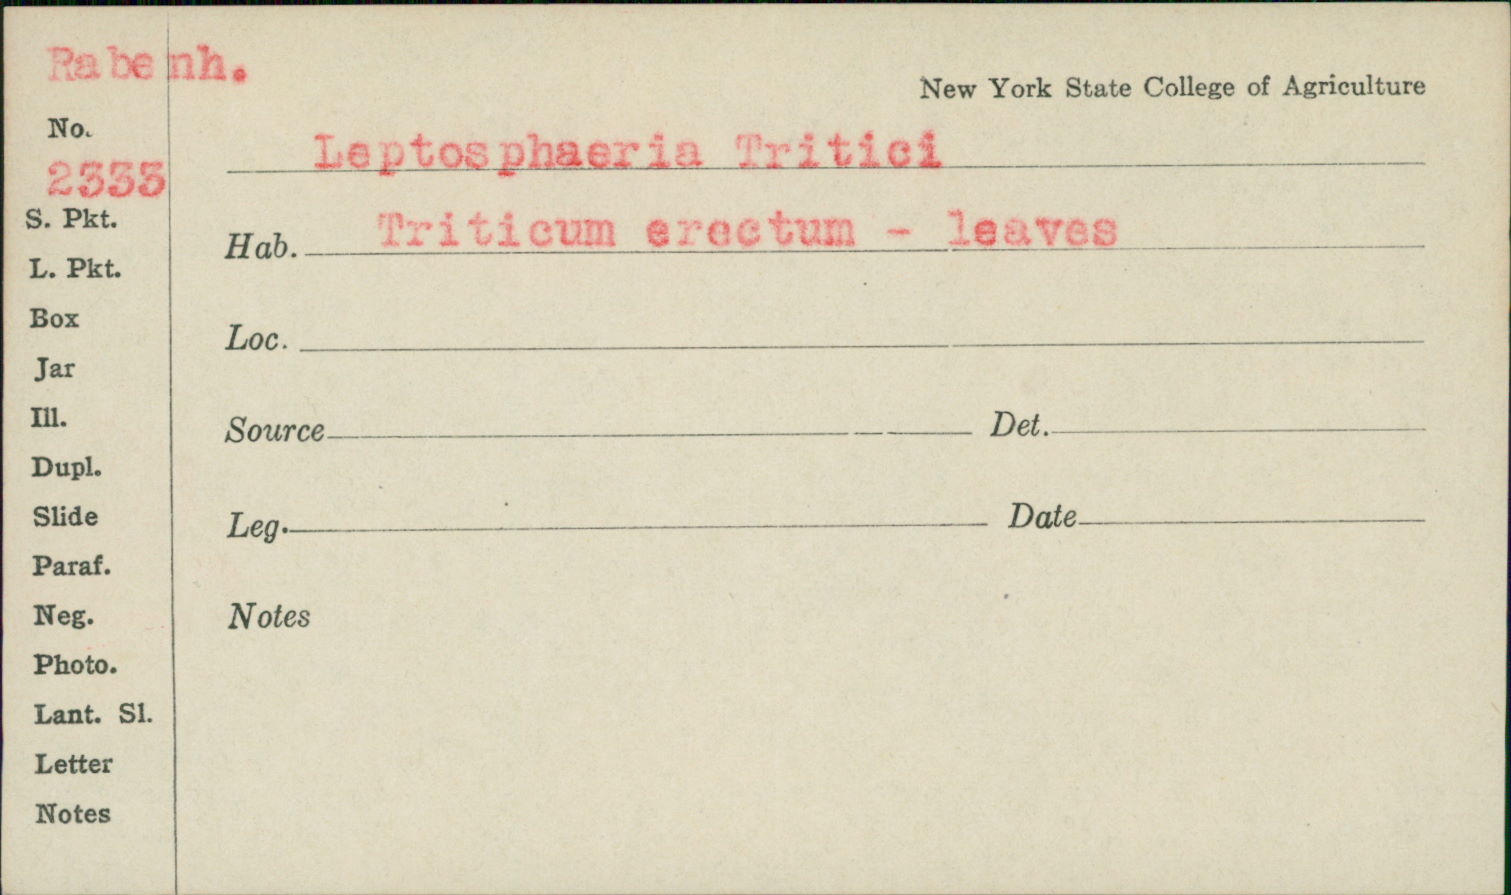 Rabenh.
New York State College of Agriculture
No.
2333
Leptosphaeria Tritici
S. Pkt.
Hab. Triticum erectum - leaves
L. Pkt.
Box
Loc.
Jar
Ill.
Source Det.
Dupl.
Slide
Leg. Date
Paraf.
Neg.
Notes
Photo.
Lant. Sl.
Letter
Notes